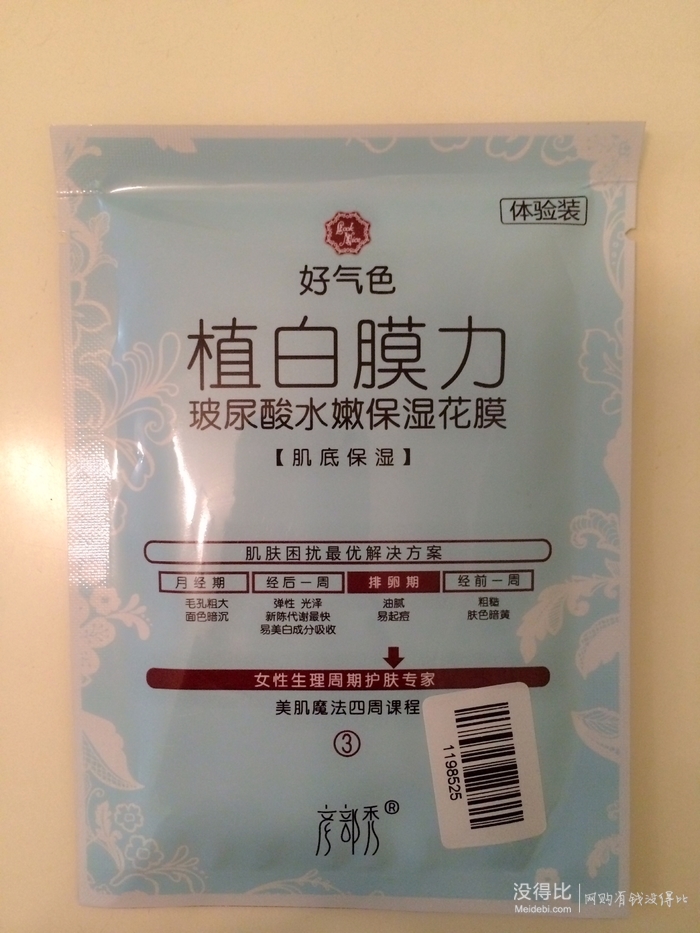 体验装
Look
好气色
植白膜力
玻尿酸水嫩保湿花膜
【肌底保湿】
肌肤困扰最优解决方案
月经期 经后一周 排卵期 经前一周
毛孔粗大 弹性 光泽 油腻 粗糙
面色暗沉 新陈代谢最快 易起痘 肤色暗黄
易美白成分吸收
女性生理周期护肤专家
美肌魔法四周课程
③
1198525
彦部秀®
没得比 网购有钱没得比
Meidebi.com